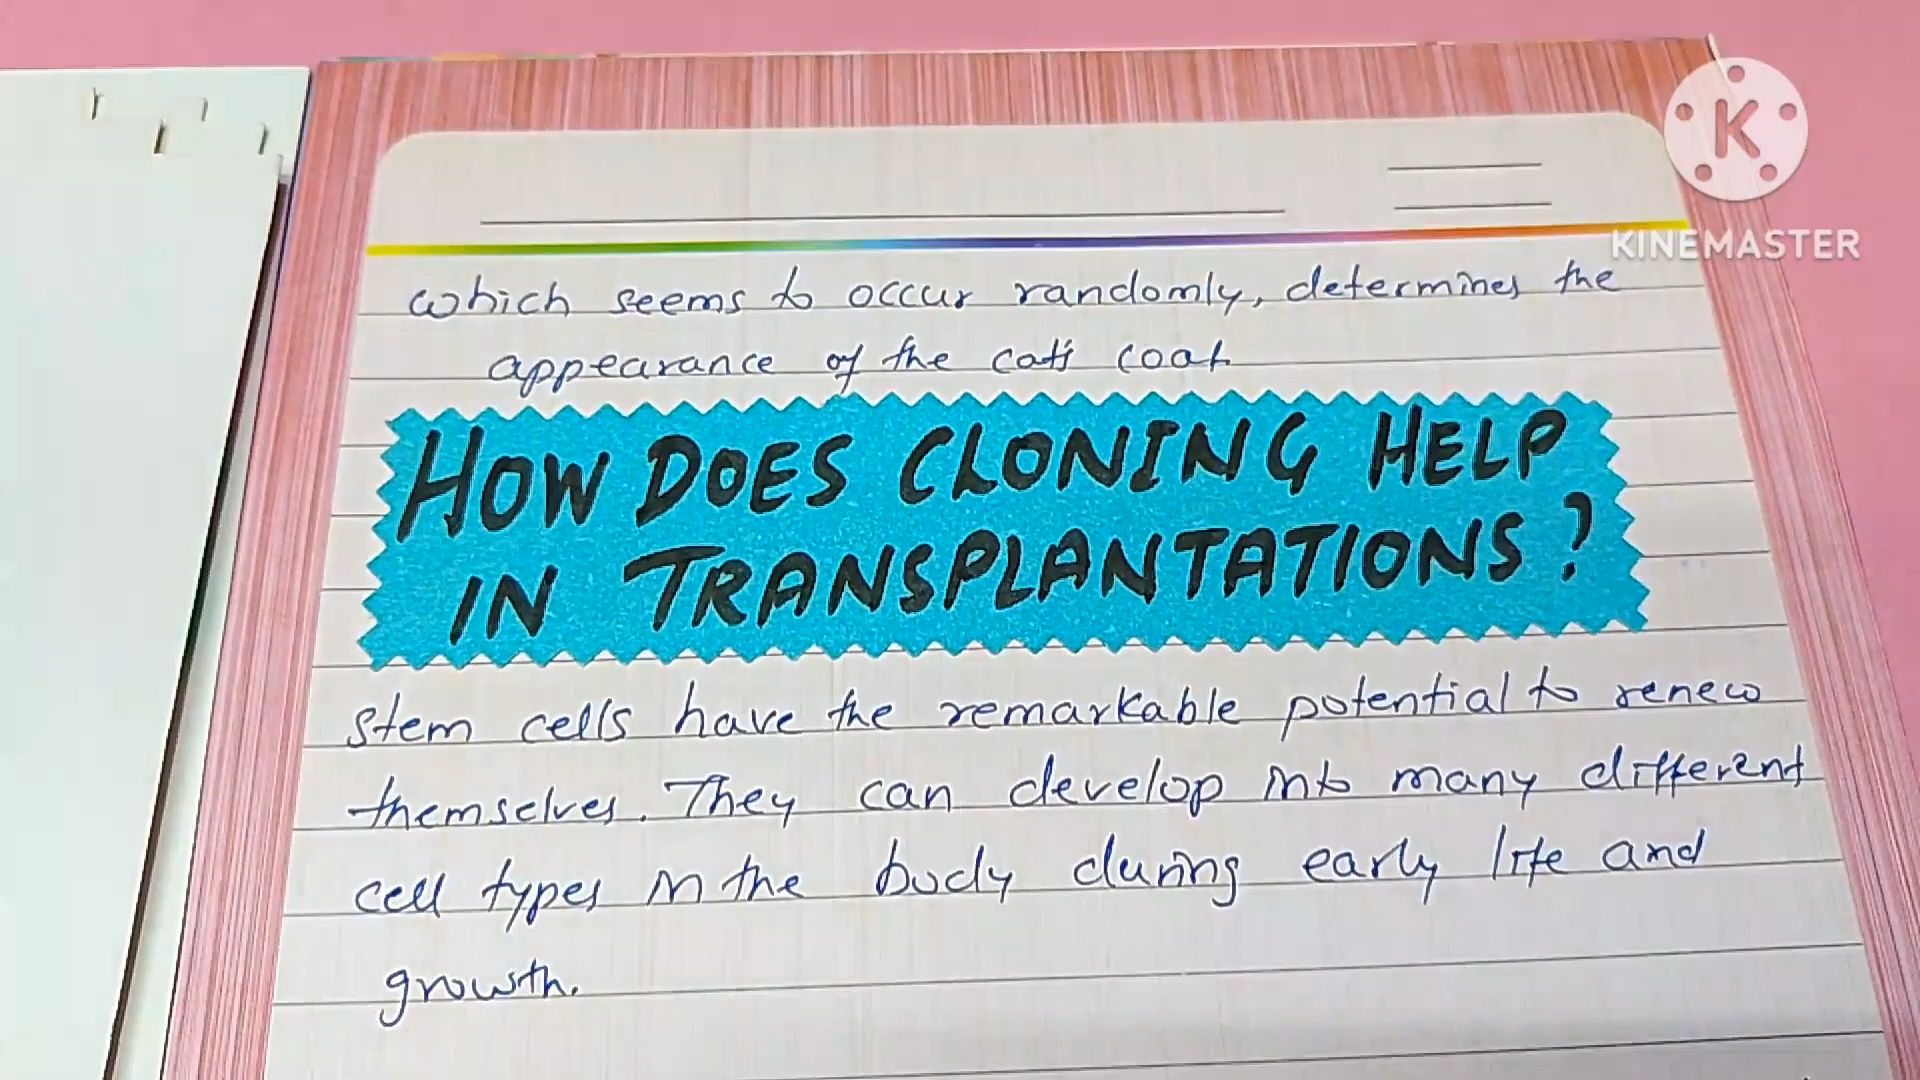 K
KINEMASTER
which seems to occur randomly, determines the
appearance of the cat's coat
HOW DOES CLONING HELP
IN TRANSPLANTATIONS?
Stem cells have the remarkable potential to renew
themselves. They can develop into many different
cell types in the body during early life and
growth.